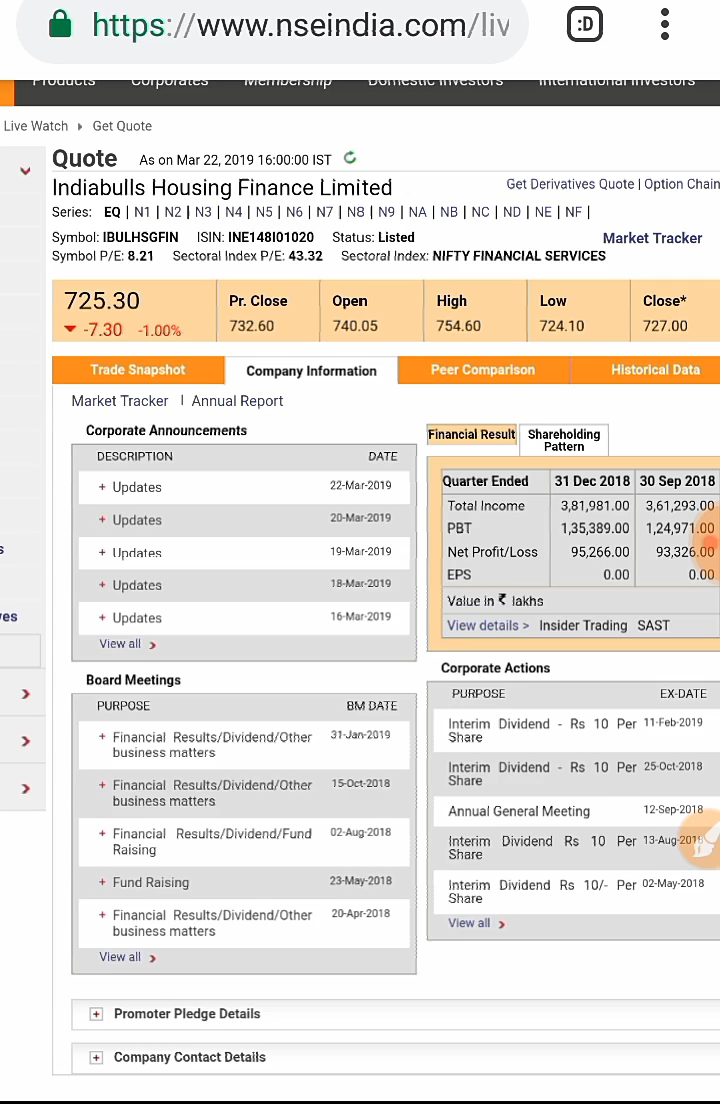 https://www.nseindia.com/liv
:D
Products Corporates Membership Domestic Investors International Investors
Live Watch Get Quote
Quote As on Mar 22, 2019 16:00:00 IST
Indiabulls Housing Finance Limited
Get Derivatives Quote | Option Chain
Series: EQ | N1 | N2 | N3 | N4 | N5 | N6 | N7 | N8 | N9 | NA | NB | NC | ND | NE | NF |
Symbol: IBULHSGFIN ISIN: INE148I01020 Status: Listed
Market Tracker
Symbol P/E: 8.21 Sectoral Index P/E: 43.32 Sectoral Index: NIFTY FINANCIAL SERVICES
725.30 Pr. Close Open High Low Close*
-7.30 -1.00% 732.60 740.05 754.60 724.10 727.00
Trade Snapshot Company Information Peer Comparison Historical Data
Market Tracker | Annual Report
Corporate Announcements
DESCRIPTION DATE
+ Updates 22-Mar-2019
+ Updates 20-Mar-2019
+ Updates 19-Mar-2019
+ Updates 18-Mar-2019
+ Updates 16-Mar-2019
View all
Financial Result Shareholding
Pattern
Quarter Ended 31 Dec 2018 30 Sep 2018
Total Income 3,81,981.00 3,61,293.00
PBT 1,35,389.00 1,24,971.00
Net Profit/Loss 95,266.00 93,326.00
EPS 0.00 0.00
Value in ₹ lakhs
View details > Insider Trading SAST
Board Meetings
PURPOSE BM DATE
+ Financial Results/Dividend/Other 31-Jan-2019
business matters
+ Financial Results/Dividend/Other 15-Oct-2018
business matters
+ Financial Results/Dividend/Fund 02-Aug-2018
Raising
+ Fund Raising 23-May-2018
+ Financial Results/Dividend/Other 20-Apr-2018
business matters
View all
Corporate Actions
PURPOSE EX-DATE
Interim Dividend - Rs 10 Per 11-Feb-2019
Share
Interim Dividend - Rs 10 Per 25-Oct-2018
Share
Annual General Meeting 12-Sep-2018
Interim Dividend Rs 10 Per
Share
Interim Dividend Rs 10/- Per 02-May-2018
Share
View all
+ Promoter Pledge Details
+ Company Contact Details